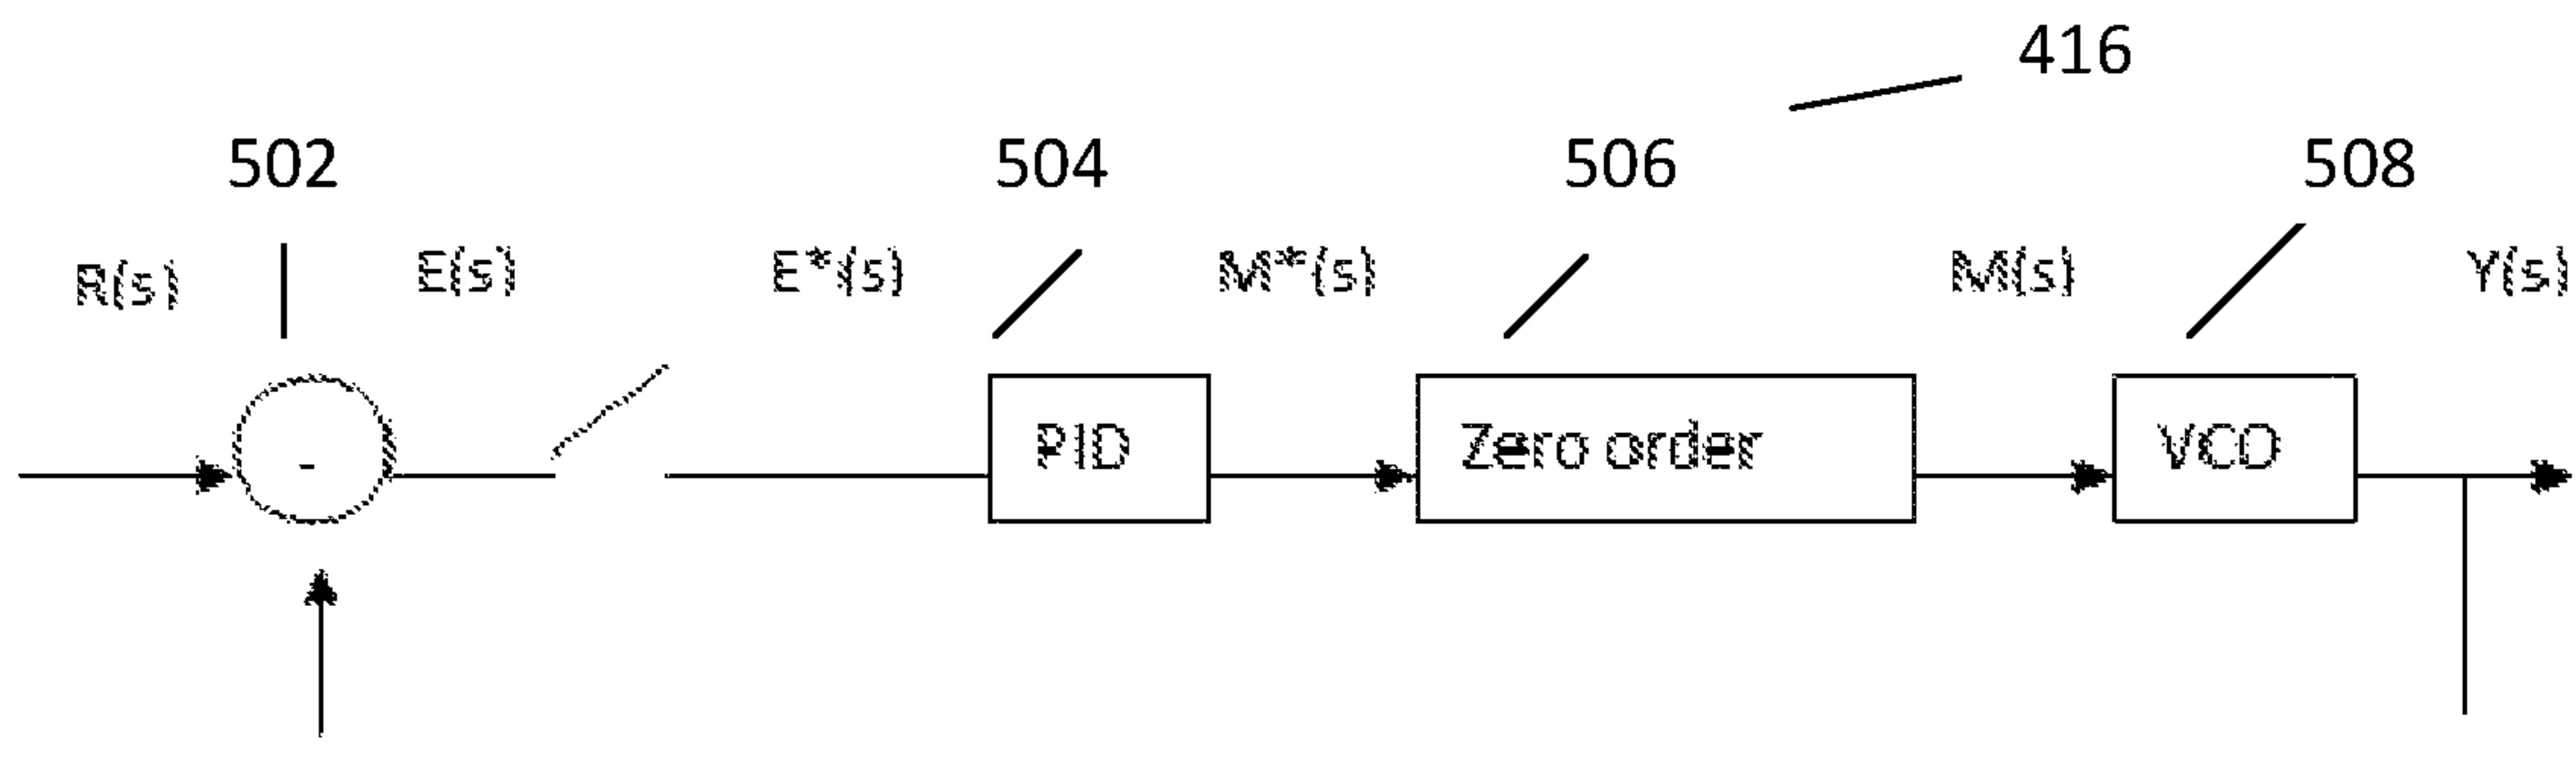 416
502
504
506
508
R(s)
E(s)
E*(s)
M*(s)
M(s)
Y(s)
-
PID
Zero order
VCO